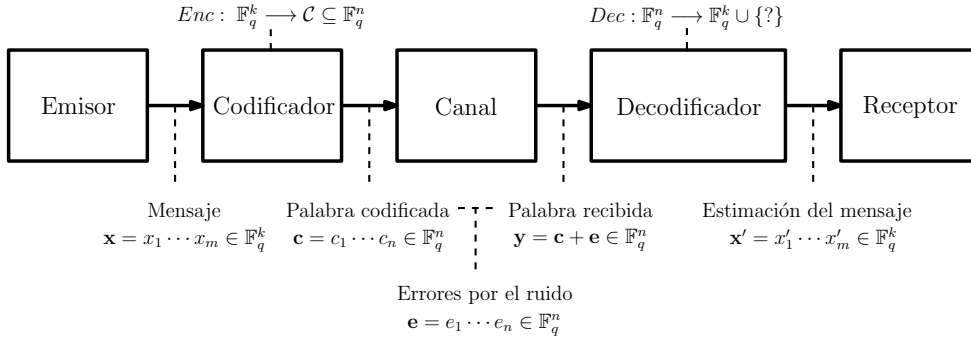 Enc : 𝔽_q^k ⟶ 𝒞 ⊆ 𝔽_q^n
Dec : 𝔽_q^n ⟶ 𝔽_q^k ∪ {?}
Emisor
Codificador
Canal
Decodificador
Receptor
Mensaje
x = x_1 ⋯ x_m ∈ 𝔽_q^k
Palabra codificada
c = c_1 ⋯ c_n ∈ 𝔽_q^n
Palabra recibida
y = c + e ∈ 𝔽_q^n
Estimación del mensaje
x′ = x′_1 ⋯ x′_m ∈ 𝔽_q^k
Errores por el ruido
e = e_1 ⋯ e_n ∈ 𝔽_q^n